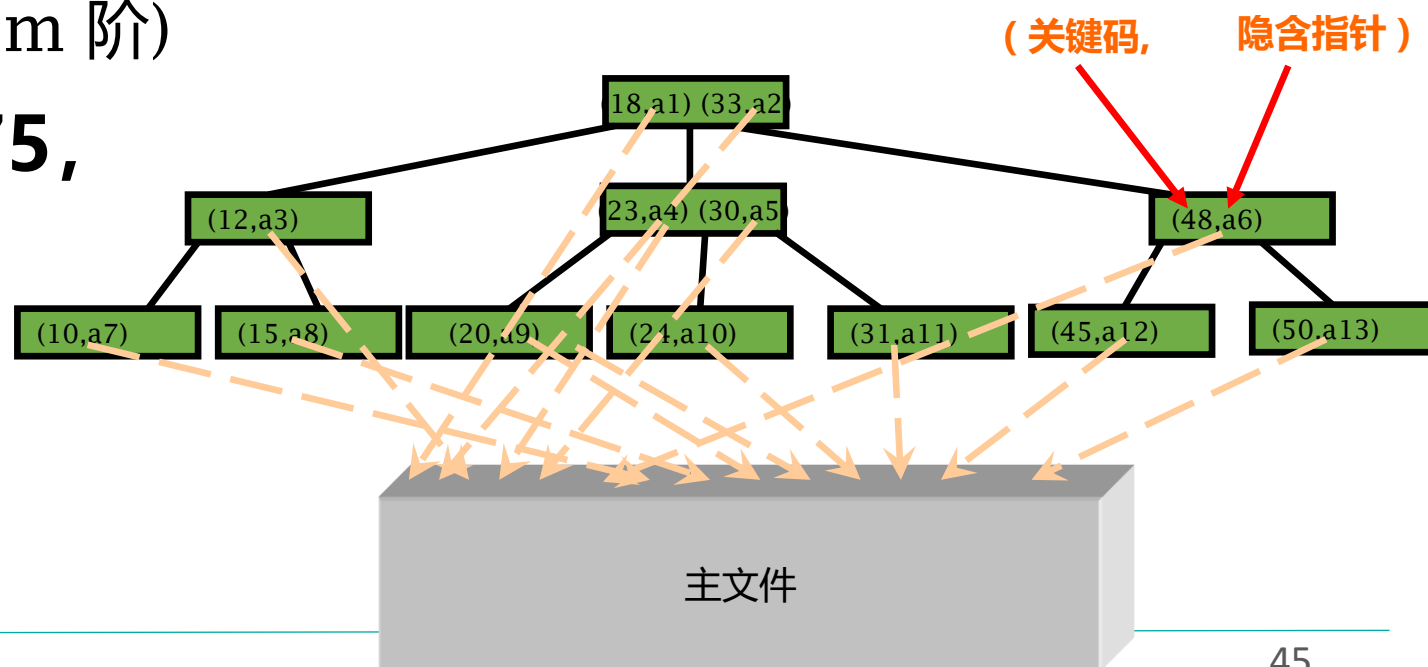 m 阶)
(关键码, 隐含指针)
18,a1) (33,a2
75,
(12,a3)
23,a4) (30,a5
(48,a6)
(10,a7)
(15,a8)
(20,a9)
(24,a10)
(31,a11)
(45,a12)
(50,a13)
主文件
45